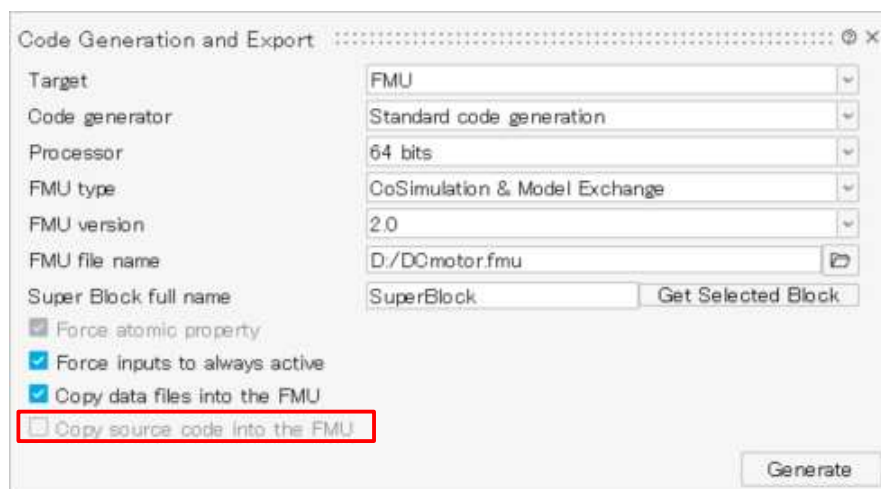 Code Generation and Export
Target FMU
Code generator Standard code generation
Processor 64 bits
FMU type CoSimulation & Model Exchange
FMU version 2.0
FMU file name D:/DCmotor.fmu
Super Block full name SuperBlock Get Selected Block
Force atomic property
Force inputs to always active
Copy data files into the FMU
Copy source code into the FMU
Generate